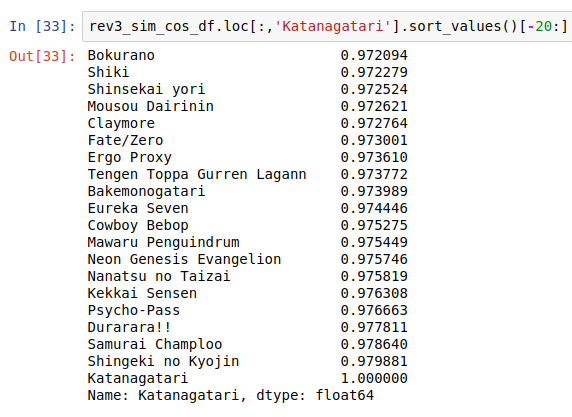 In [33]: rev3_sim_cos_df.loc[:,'Katanagatari'].sort_values()[-20:]
Out[33]: Bokurano 0.972094
Shiki 0.972279
Shinsekai yori 0.972524
Mousou Dairinin 0.972621
Claymore 0.972764
Fate/Zero 0.973001
Ergo Proxy 0.973610
Tengen Toppa Gurren Lagann 0.973772
Bakemonogatari 0.973989
Eureka Seven 0.974446
Cowboy Bebop 0.975275
Mawaru Penguindrum 0.975449
Neon Genesis Evangelion 0.975746
Nanatsu no Taizai 0.975819
Kekkai Sensen 0.976308
Psycho-Pass 0.976663
Durarara!! 0.977811
Samurai Champloo 0.978640
Shingeki no Kyojin 0.979881
Katanagatari 1.000000
Name: Katanagatari, dtype: float64